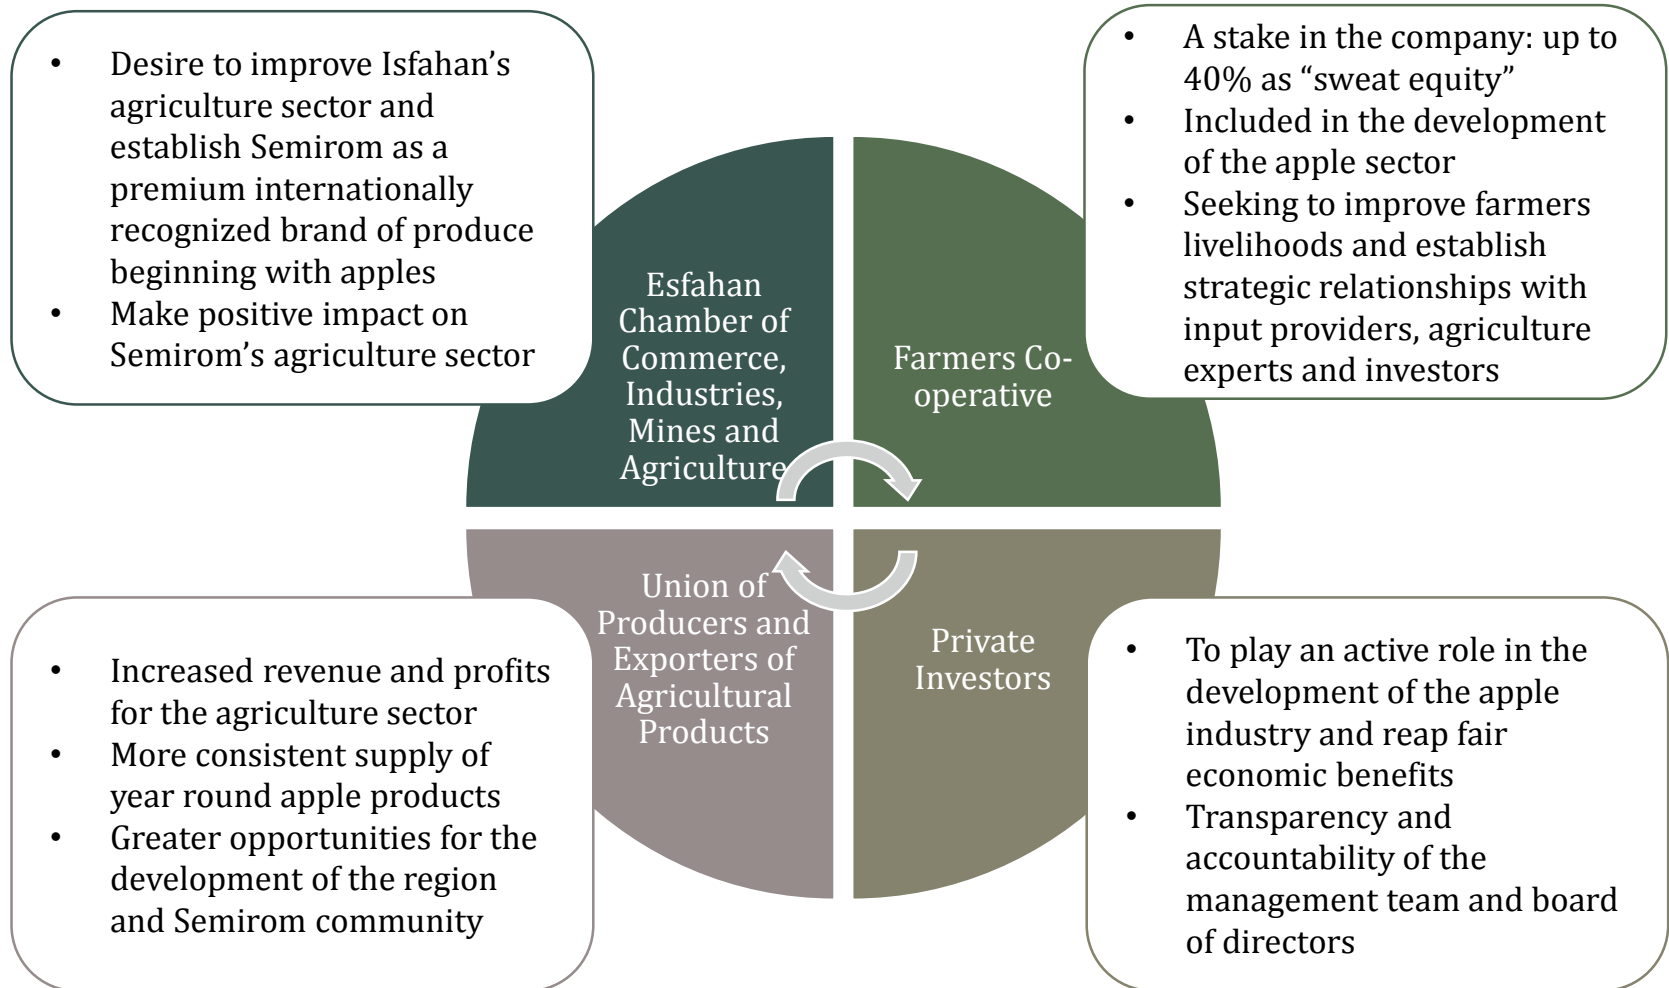 • Desire to improve Isfahan’s
agriculture sector and
establish Semirom as a
premium internationally
recognized brand of produce
beginning with apples
• Make positive impact on
Semirom’s agriculture sector
Esfahan
Chamber of
Commerce,
Industries,
Mines and
Agriculture
Farmers Co-
operative
• A stake in the company: up to
40% as “sweat equity”
• Included in the development
of the apple sector
• Seeking to improve farmers
livelihoods and establish
strategic relationships with
input providers, agriculture
experts and investors
• Increased revenue and profits
for the agriculture sector
• More consistent supply of
year round apple products
• Greater opportunities for the
development of the region
and Semirom community
Union of
Producers and
Exporters of
Agricultural
Products
Private
Investors
• To play an active role in the
development of the apple
industry and reap fair
economic benefits
• Transparency and
accountability of the
management team and board
of directors